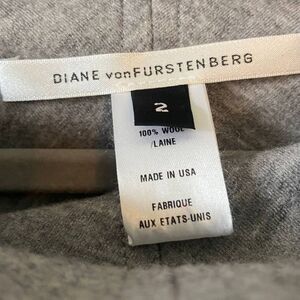 DIANE vonFURSTENBERG
2
100% WOOL
/LAINE
MADE IN USA
FABRIQUE
AUX ETATS-UNIS